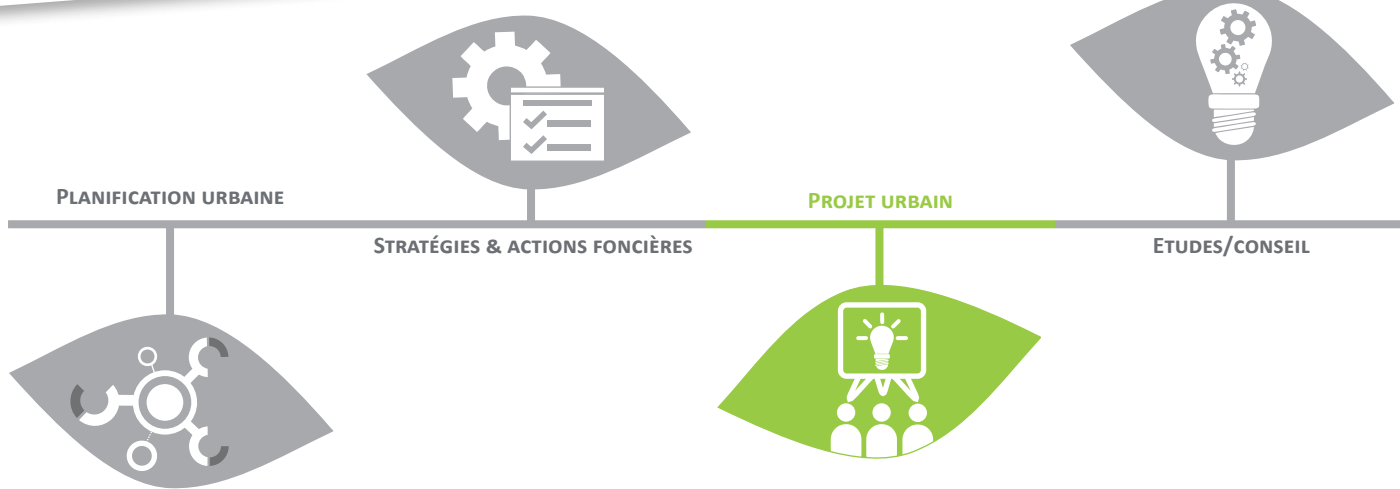 Planification urbaine
Stratégies & actions foncières
Projet urbain
Etudes/conseil